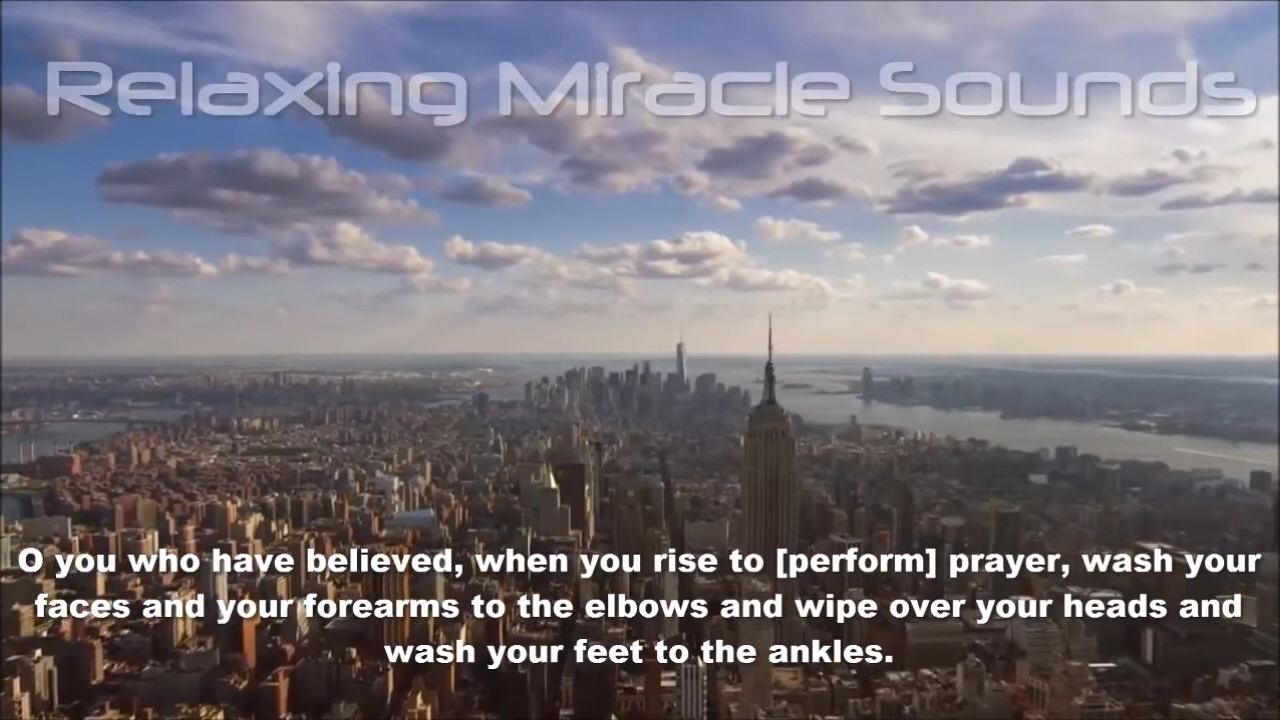 Relaxing Miracle Sounds
O you who have believed, when you rise to [perform] prayer, wash your
faces and your forearms to the elbows and wipe over your heads and
wash your feet to the ankles.